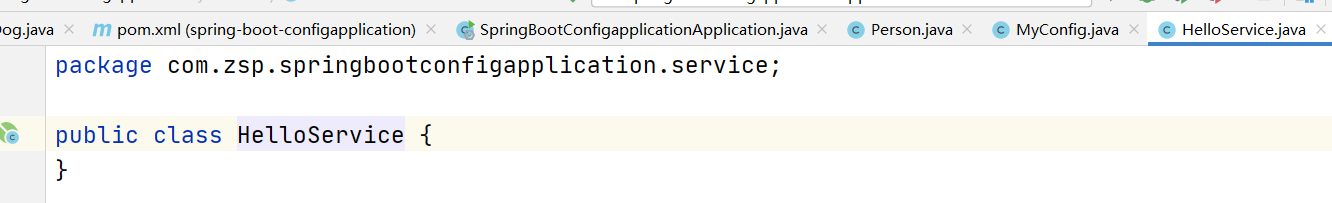 Dog.java
pom.xml (spring-boot-configapplication)
SpringBootConfigapplicationApplication.java
Person.java
MyConfig.java
HelloService.java
package com.zsp.springbootconfigapplication.service;
public class HelloService {
}